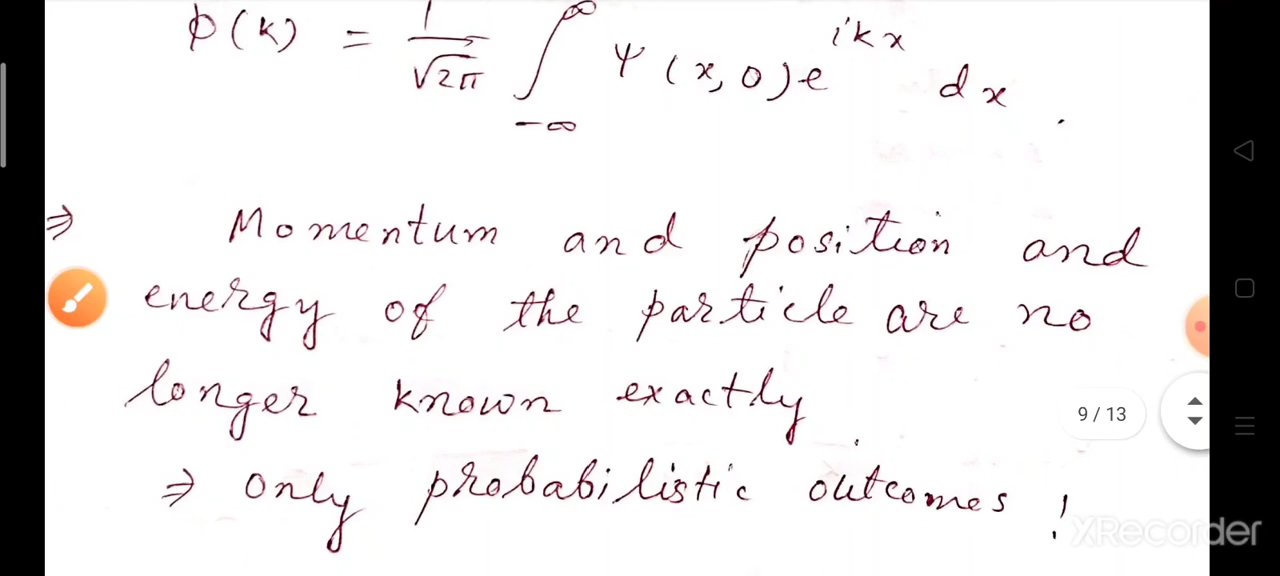 ϕ(k) = 1/√2π ∫_{-∞}^{∞} Ψ(x,0)e^{ikx} dx.
⇒ Momentum and position and
energy of the particle are no
longer known exactly.
9 / 13
⇒ Only probabilistic outcomes !
XRecorder